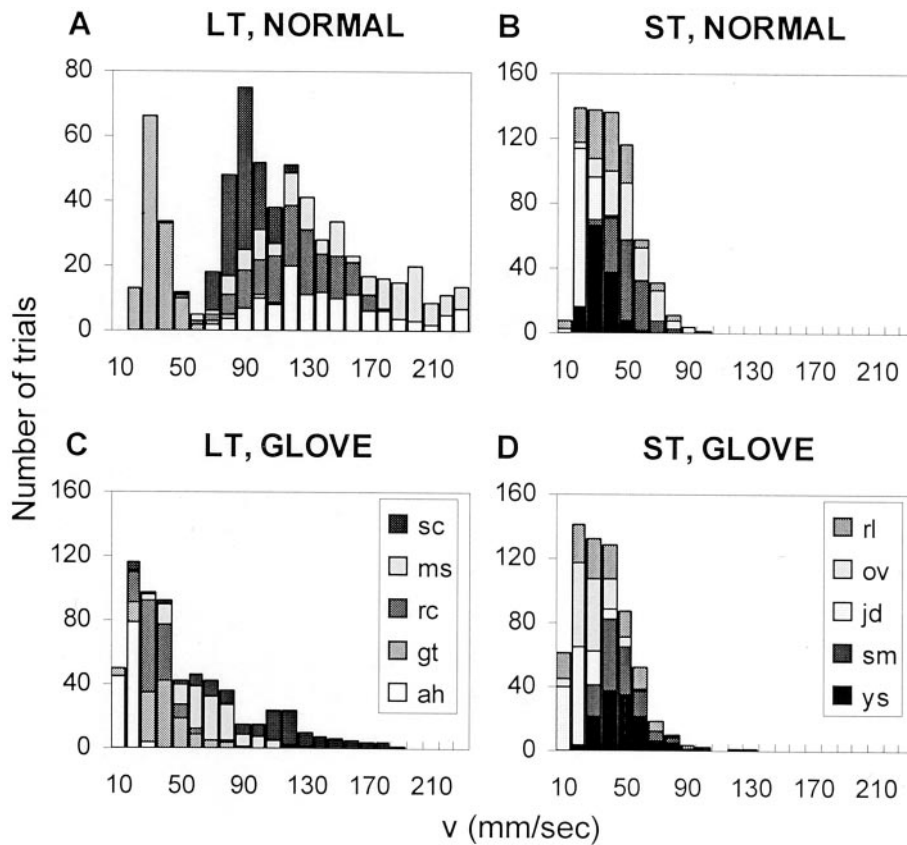 A LT, NORMAL
B ST, NORMAL
80
60
40
20
0
10 50 90 130 170 210
160
120
80
40
0
10 50 90 130 170 210
Number of trials
C LT, GLOVE
D ST, GLOVE
160
120
80
40
0
10 50 90 130 170 210
sc
ms
rc
gt
ah
160
120
80
40
0
10 50 90 130 170 210
rl
ov
jd
sm
ys
v (mm/sec)